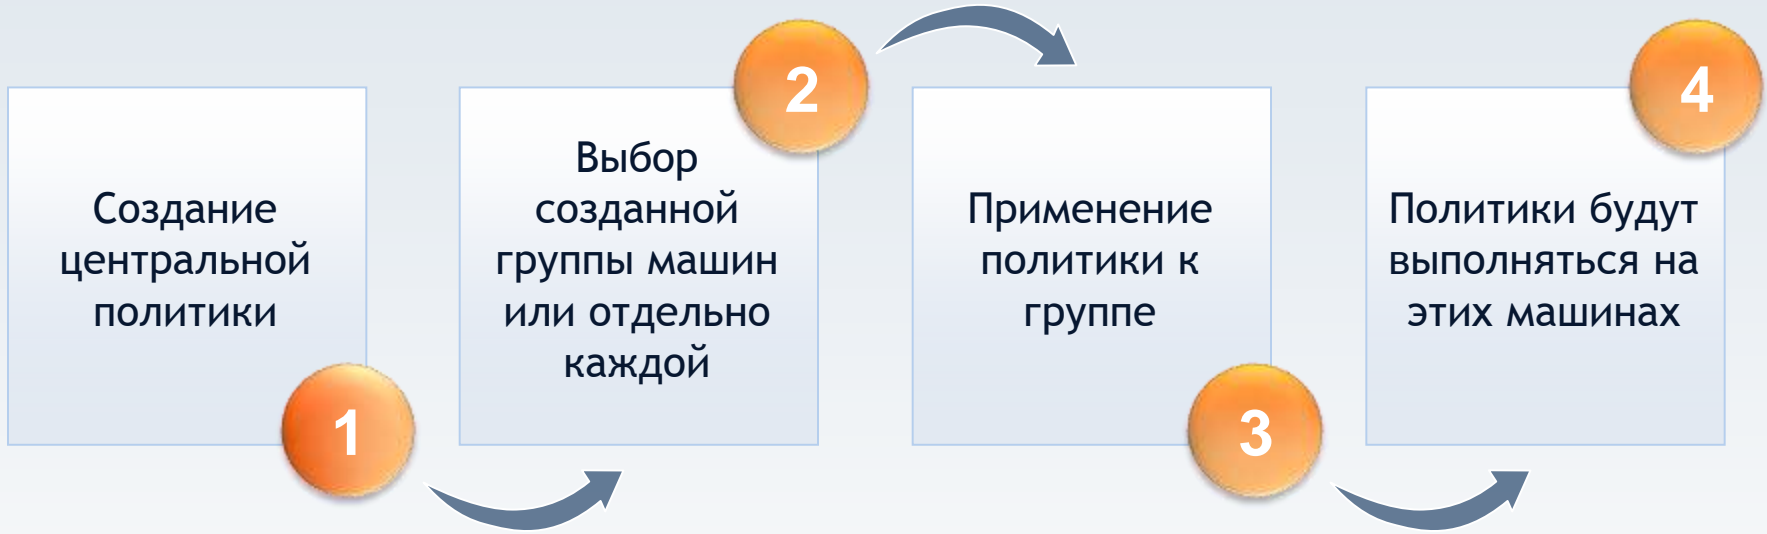 Создание
центральной
политики
1
Выбор
созданной
группы машин
или отдельно
каждой
2
Применение
политики к
группе
3
Политики будут
выполняться на
этих машинах
4